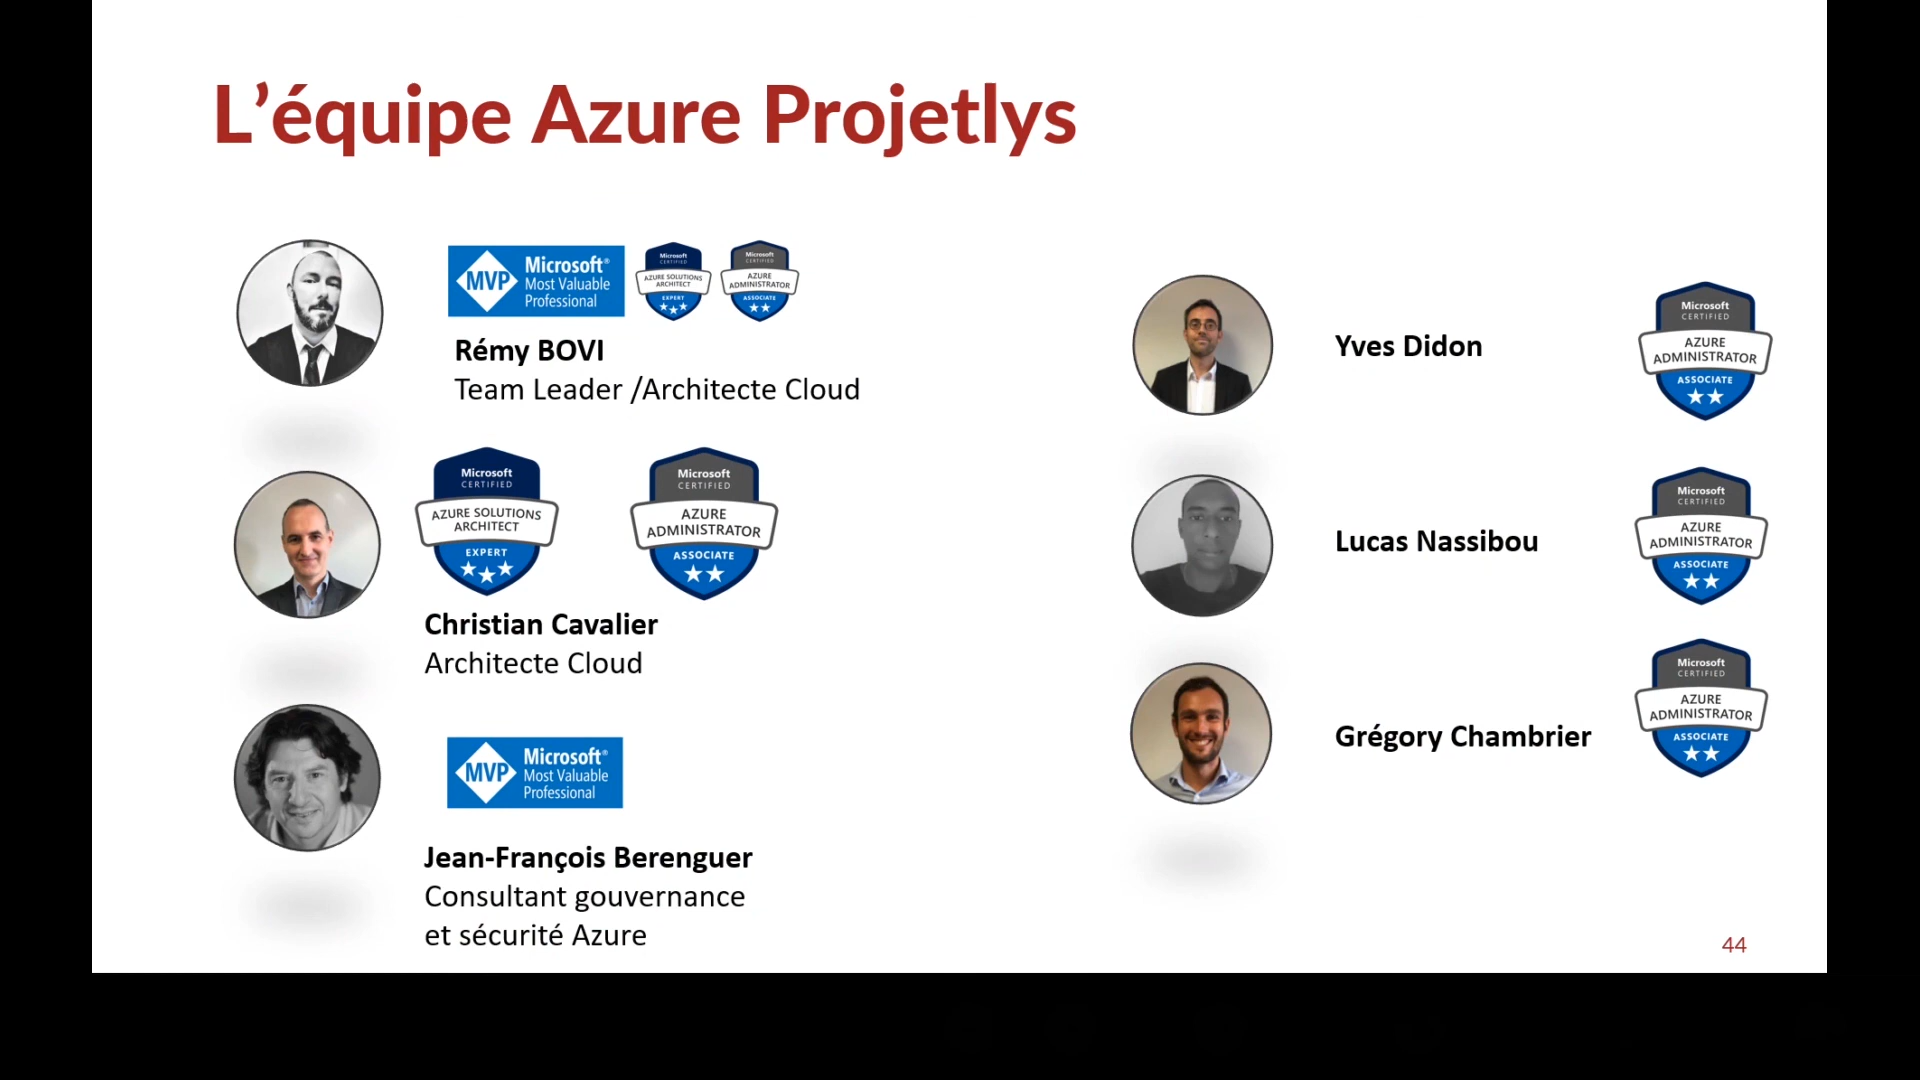 L’équipe Azure Projetlys
MVP
Microsoft®
Most Valuable
Professional
Microsoft
CERTIFIED
AZURE SOLUTIONS
ARCHITECT
EXPERT
Microsoft
CERTIFIED
AZURE
ADMINISTRATOR
ASSOCIATE
Rémy BOVI
Team Leader /Architecte Cloud
Microsoft
CERTIFIED
AZURE SOLUTIONS
ARCHITECT
EXPERT
Microsoft
CERTIFIED
AZURE
ADMINISTRATOR
ASSOCIATE
Christian Cavalier
Architecte Cloud
MVP
Microsoft®
Most Valuable
Professional
Jean-François Berenguer
Consultant gouvernance
et sécurité Azure
Yves Didon
Microsoft
CERTIFIED
AZURE
ADMINISTRATOR
ASSOCIATE
Lucas Nassibou
Microsoft
CERTIFIED
AZURE
ADMINISTRATOR
ASSOCIATE
Grégory Chambrier
Microsoft
CERTIFIED
AZURE
ADMINISTRATOR
ASSOCIATE
44